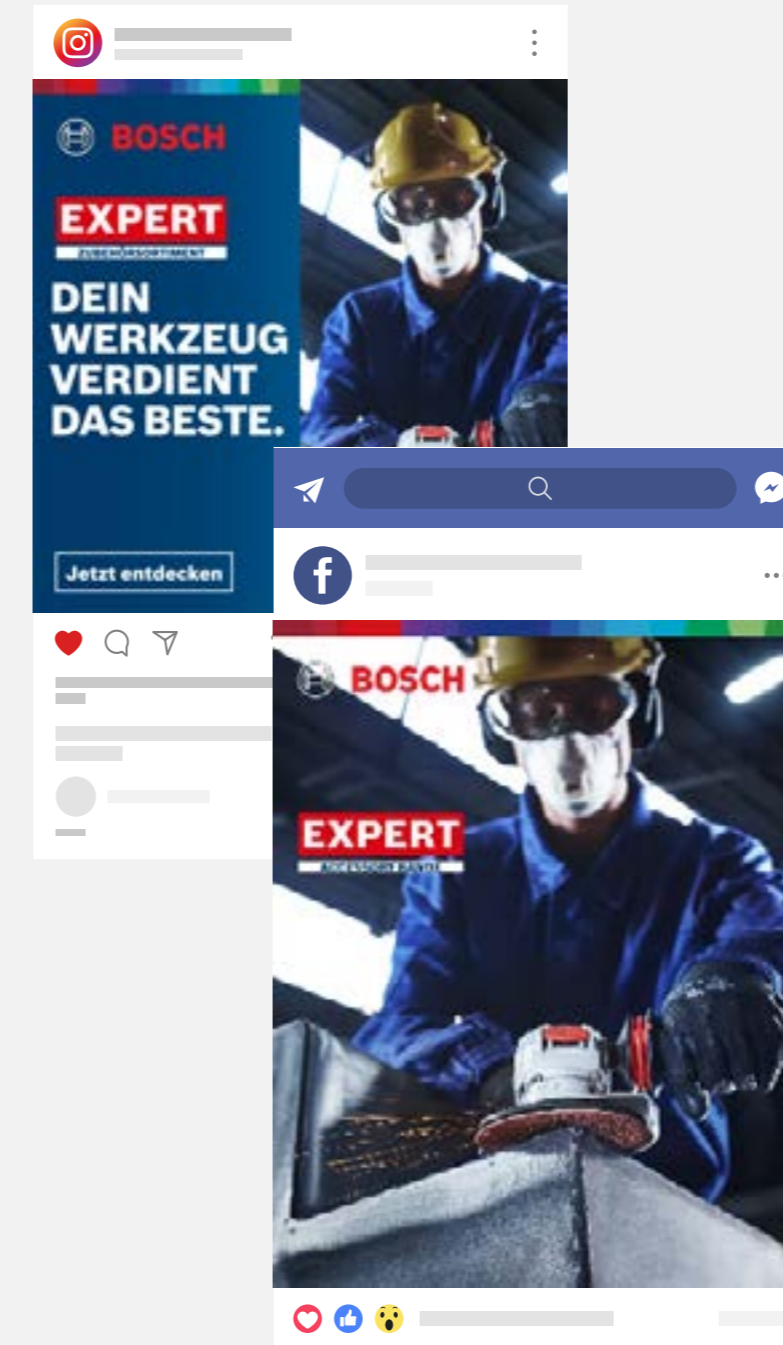 BOSCH
EXPERT
ZUBEHÖRSORTIMENT
DEIN
WERKZEUG
VERDIENT
DAS BESTE.
Jetzt entdecken
f
BOSCH
EXPERT
ACCESSORY RANGE